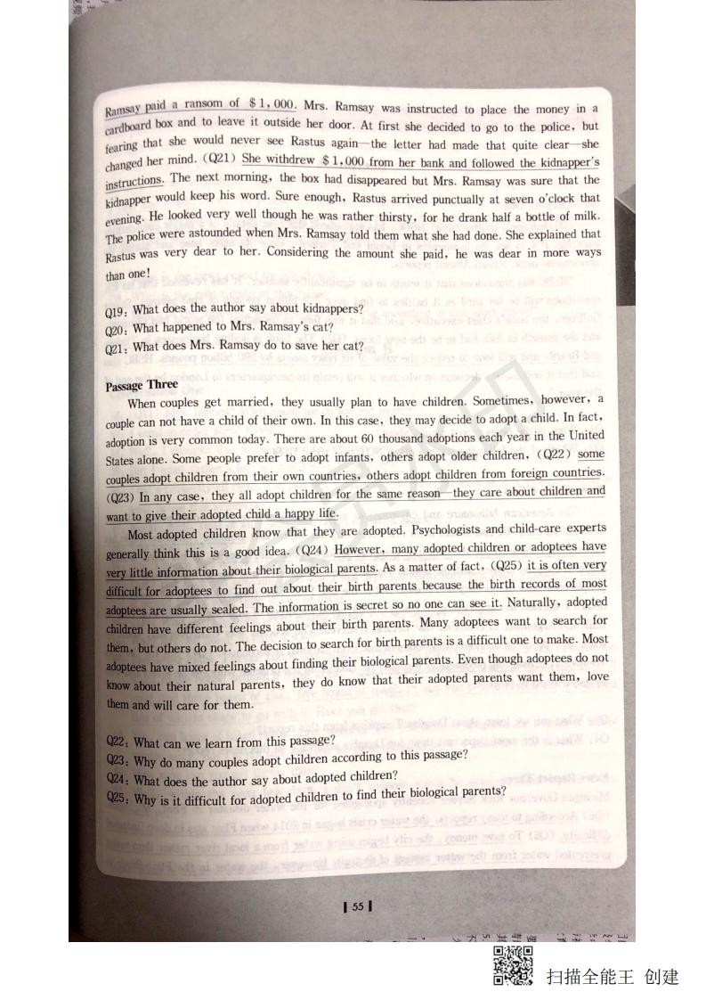 Ramsay paid a ransom of $1,000. Mrs. Ramsay was instructed to place the money in a
cardboard box and to leave it outside her door. At first she decided to go to the police, but
fearing that she would never see Rastus again—the letter had made that quite clear—she
changed her mind. (Q21) She withdrew $1,000 from her bank and followed the kidnapper's
instructions. The next morning, the box had disappeared but Mrs. Ramsay was sure that the
kidnapper would keep his word. Sure enough, Rastus arrived punctually at seven o'clock that
evening. He looked very well though he was rather thirsty, for he drank half a bottle of milk.
The police were astounded when Mrs. Ramsay told them what she had done. She explained that
Rastus was very dear to her. Considering the amount she paid, he was dear in more ways
than one!
Q19: What does the author say about kidnappers?
Q20: What happened to Mrs. Ramsay's cat?
Q21: What does Mrs. Ramsay do to save her cat?
Passage Three
When couples get married, they usually plan to have children. Sometimes, however, a
couple can not have a child of their own. In this case, they may decide to adopt a child. In fact,
adoption is very common today. There are about 60 thousand adoptions each year in the United
States alone. Some people prefer to adopt infants, others adopt older children, (Q22) some
couples adopt children from their own countries, others adopt children from foreign countries.
(Q23) In any case, they all adopt children for the same reason—they care about children and
want to give their adopted child a happy life.
Most adopted children know that they are adopted. Psychologists and child-care experts
generally think this is a good idea. (Q24) However, many adopted children or adoptees have
very little information about their biological parents. As a matter of fact, (Q25) it is often very
difficult for adoptees to find out about their birth parents because the birth records of most
adoptees are usually sealed. The information is secret so no one can see it. Naturally, adopted
children have different feelings about their birth parents. Many adoptees want to search for
them, but others do not. The decision to search for birth parents is a difficult one to make. Most
adoptees have mixed feelings about finding their biological parents. Even though adoptees do not
know about their natural parents, they do know that their adopted parents want them, love
them and will care for them.
Q22: What can we learn from this passage?
Q23: Why do many couples adopt children according to this passage?
Q24: What does the author say about adopted children?
Q25: Why is it difficult for adopted children to find their biological parents?
55
扫描全能王 创建